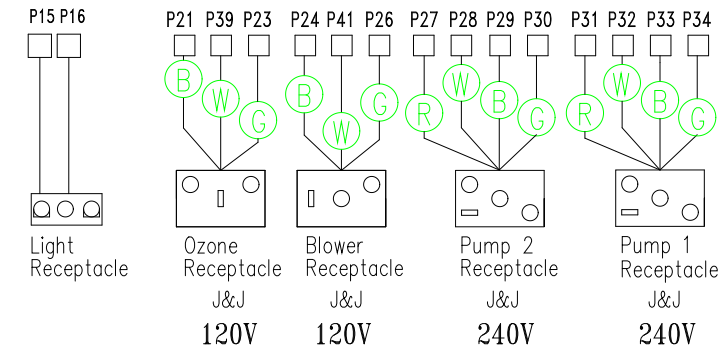 P15 P16 P21 P39 P23 P24 P41 P26 P27 P28 P29 P30 P31 P32 P33 P34
B W G B W G R W B G R W B G
Light Ozone Blower Pump 2 Pump 1
Receptacle Receptacle Receptacle Receptacle Receptacle
J&J J&J J&J J&J
120V 120V 240V 240V